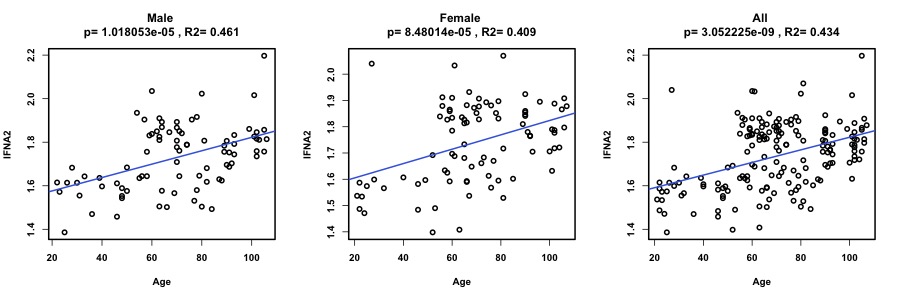 Male
p= 1.018053e-05 , R2= 0.461
IFNA2
2.2
2.0
1.8
1.6
1.4
20 40 60 80 100
Age
Female
p= 8.48014e-05 , R2= 0.409
IFNA2
2.0
1.9
1.8
1.7
1.6
1.5
1.4
20 40 60 80 100
Age
All
p= 3.052225e-09 , R2= 0.434
IFNA2
2.2
2.0
1.8
1.6
1.4
20 40 60 80 100
Age